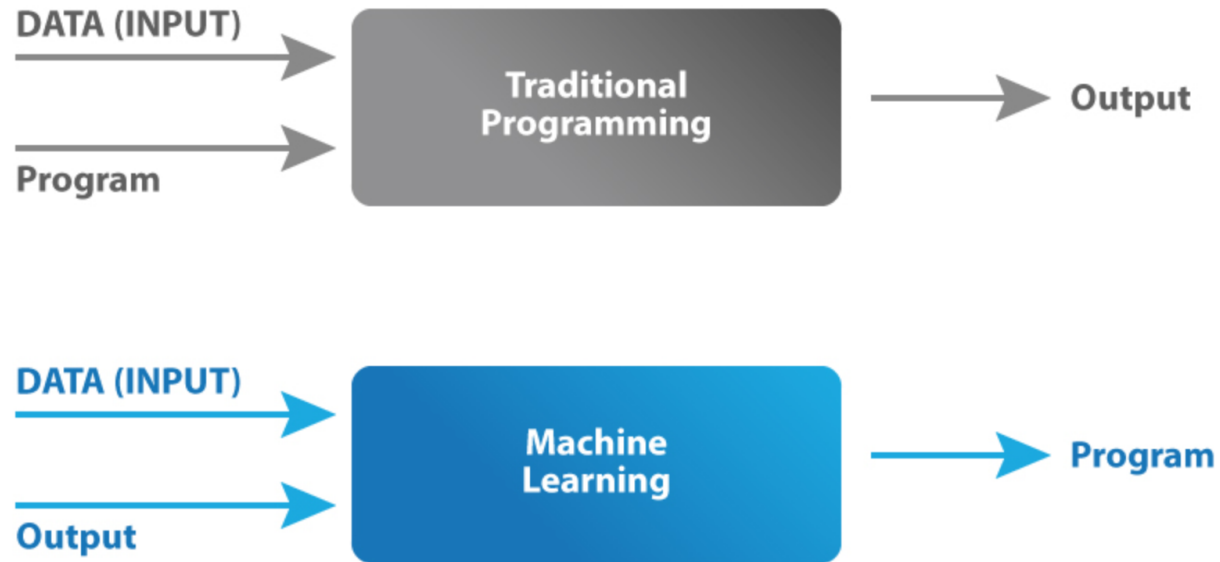 DATA (INPUT)
Program
Traditional
Programming
Output
DATA (INPUT)
Output
Machine
Learning
Program